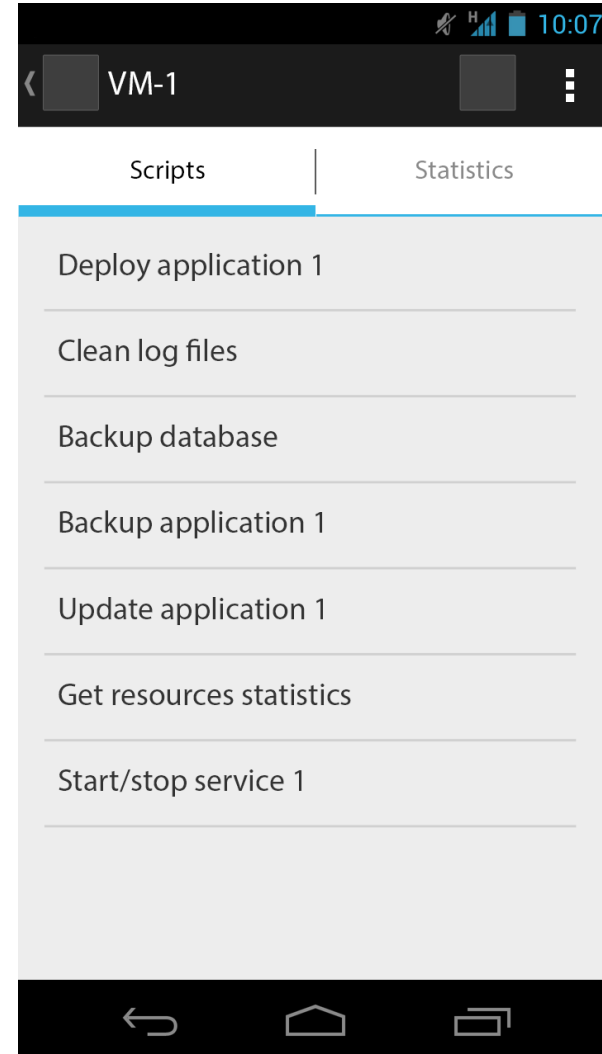 H 10:07
VM-1
Scripts Statistics
Deploy application 1
Clean log files
Backup database
Backup application 1
Update application 1
Get resources statistics
Start/stop service 1